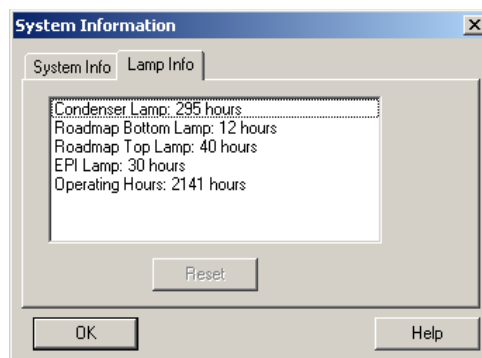 System Information
System Info Lamp Info
Condenser Lamp: 295 hours
Roadmap Bottom Lamp: 12 hours
Roadmap Top Lamp: 40 hours
EPI Lamp: 30 hours
Operating Hours: 2141 hours
Reset
OK Help